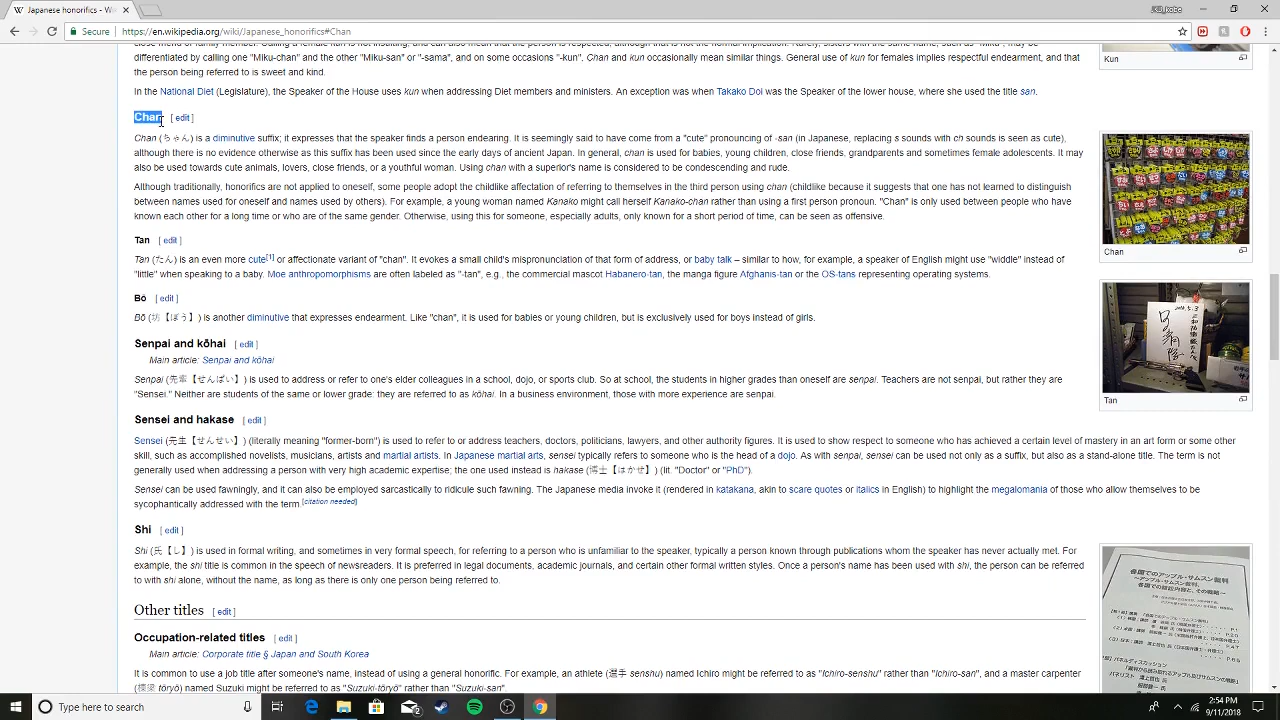 Japanese honorifics - Wi
Secure
https://en.wikipedia.org/wiki/Japanese_honorifics#Chan
differentiated by calling one "Miku-chan" and the other "Miku-san" or "-sama", and on some occasions "-kun". Chan and kun occasionally mean similar things. General use of kun for females implies respectful endearment, and that
the person being referred to is sweet and kind.
Kun
In the National Diet (Legislature), the Speaker of the House uses kun when addressing Diet members and ministers. An exception was when Takako Doi was the Speaker of the lower house, where she used the title san.
Chan [ edit ]
Chan (ちゃん) is a diminutive suffix; it expresses that the speaker finds a person endearing. It is seemingly said to have come from a "cute" pronouncing of -san (in Japanese, replacing s sounds with ch sounds is seen as cute),
although there is no evidence otherwise as this suffix has been used since the early days of ancient Japan. In general, chan is used for babies, young children, close friends, grandparents and sometimes female adolescents. It may
also be used towards cute animals, lovers, close friends, or a youthful woman. Using chan with a superior's name is considered to be condescending and rude.
Although traditionally, honorifics are not applied to oneself, some people adopt the childlike affectation of referring to themselves in the third person using chan (childlike because it suggests that one has not learned to distinguish
between names used for oneself and names used by others). For example, a young woman named Kanako might call herself Kanako-chan rather than using a first person pronoun. "Chan" is only used between people who have
known each other for a long time or who are of the same gender. Otherwise, using this for someone, especially adults, only known for a short period of time, can be seen as offensive.
Chan
Tan [ edit ]
Tan (たん) is an even more cute[1] or affectionate variant of "chan". It evokes a small child's mispronunciation of that form of address, or baby talk – similar to how, for example, a speaker of English might use "widdle" instead of
"little" when speaking to a baby. Moe anthropomorphisms are often labeled as "-tan", e.g., the commercial mascot Habanero-tan, the manga figure Afghanis-tan or the OS-tans representing operating systems.
Bō [ edit ]
Bō (坊【ぼう】) is another diminutive that expresses endearment. Like "chan", it is used for babies or young children, but is exclusively used for boys instead of girls.
Senpai and kōhai [ edit ]
Main article: Senpai and kōhai
Senpai (先輩【せんぱい】) is used to address or refer to one's elder colleagues in a school, dojo, or sports club. So at school, the students in higher grades than oneself are senpai. Teachers are not senpai, but rather they are
"Sensei." Neither are students of the same or lower grade: they are referred to as kōhai. In a business environment, those with more experience are senpai.
Tan
Sensei and hakase [ edit ]
Sensei (先生【せんせい】) (literally meaning "former-born") is used to refer to or address teachers, doctors, politicians, lawyers, and other authority figures. It is used to show respect to someone who has achieved a certain level of mastery in an art form or some other
skill, such as accomplished novelists, musicians, artists and martial artists. In Japanese martial arts, sensei typically refers to someone who is the head of a dojo. As with senpai, sensei can be used not only as a suffix, but also as a stand-alone title. The term is not
generally used when addressing a person with very high academic expertise; the one used instead is hakase (博士【はかせ】) (lit. "Doctor" or "PhD").
Sensei can be used fawningly, and it can also be employed sarcastically to ridicule such fawning. The Japanese media invoke it (rendered in katakana, akin to scare quotes or italics in English) to highlight the megalomania of those who allow themselves to be
sycophantically addressed with the term.[citation needed]
Shi [ edit ]
Shi (氏【し】) is used in formal writing, and sometimes in very formal speech, for referring to a person who is unfamiliar to the speaker, typically a person known through publications whom the speaker has never actually met. For
example, the shi title is common in the speech of newsreaders. It is preferred in legal documents, academic journals, and certain other formal written styles. Once a person's name has been used with shi, the person can be referred
to with shi alone, without the name, as long as there is only one person being referred to.
Other titles [ edit ]
Occupation-related titles [ edit ]
Main article: Corporate title § Japan and South Korea
It is common to use a job title after someone's name, instead of using a general honorific. For example, an athlete (選手 senshu) named Ichiro might be referred to as "Ichiro-senshu" rather than "Ichiro-san", and a master carpenter
(棟梁 tōryō) named Suzuki might be referred to as "Suzuki-tōryō" rather than "Suzuki-san".
Type here to search
2:54 PM
9/11/2018